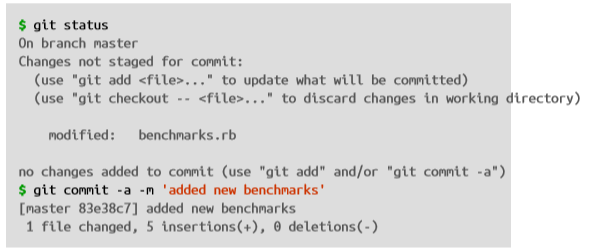 $ git status
On branch master
Changes not staged for commit:
(use "git add <file>..." to update what will be committed)
(use "git checkout -- <file>..." to discard changes in working directory)
modified: benchmarks.rb
no changes added to commit (use "git add" and/or "git commit -a")
$ git commit -a -m 'added new benchmarks'
[master 83e38c7] added new benchmarks
1 file changed, 5 insertions(+), 0 deletions(-)